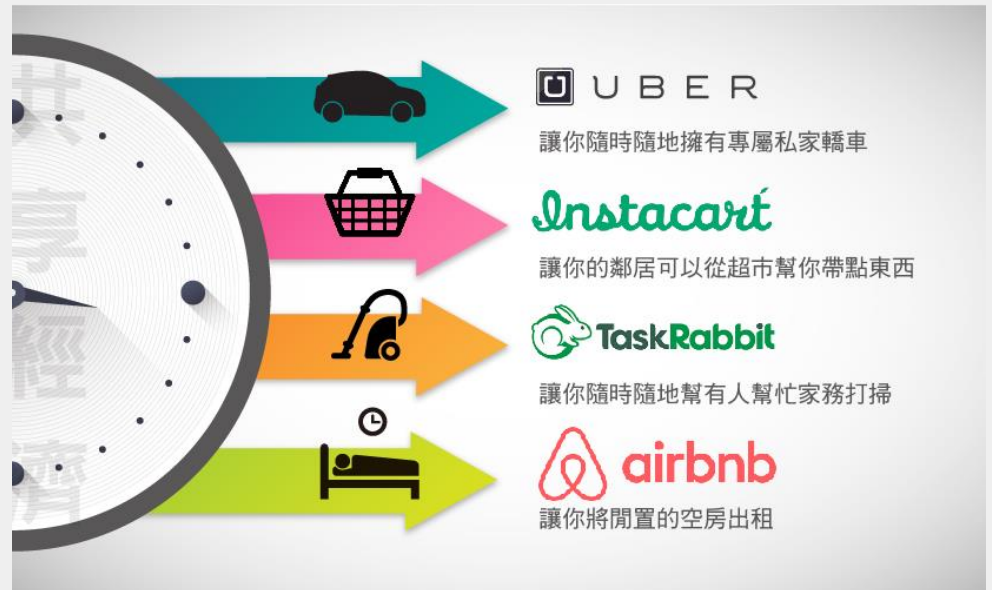 共享經濟
UBER
讓你隨時隨地擁有專屬私家轎車
Instacart
讓你的鄰居可以從超市幫你帶點東西
TaskRabbit
讓你隨時隨地幫有人幫忙家務打掃
airbnb
讓你將閒置的空房出租